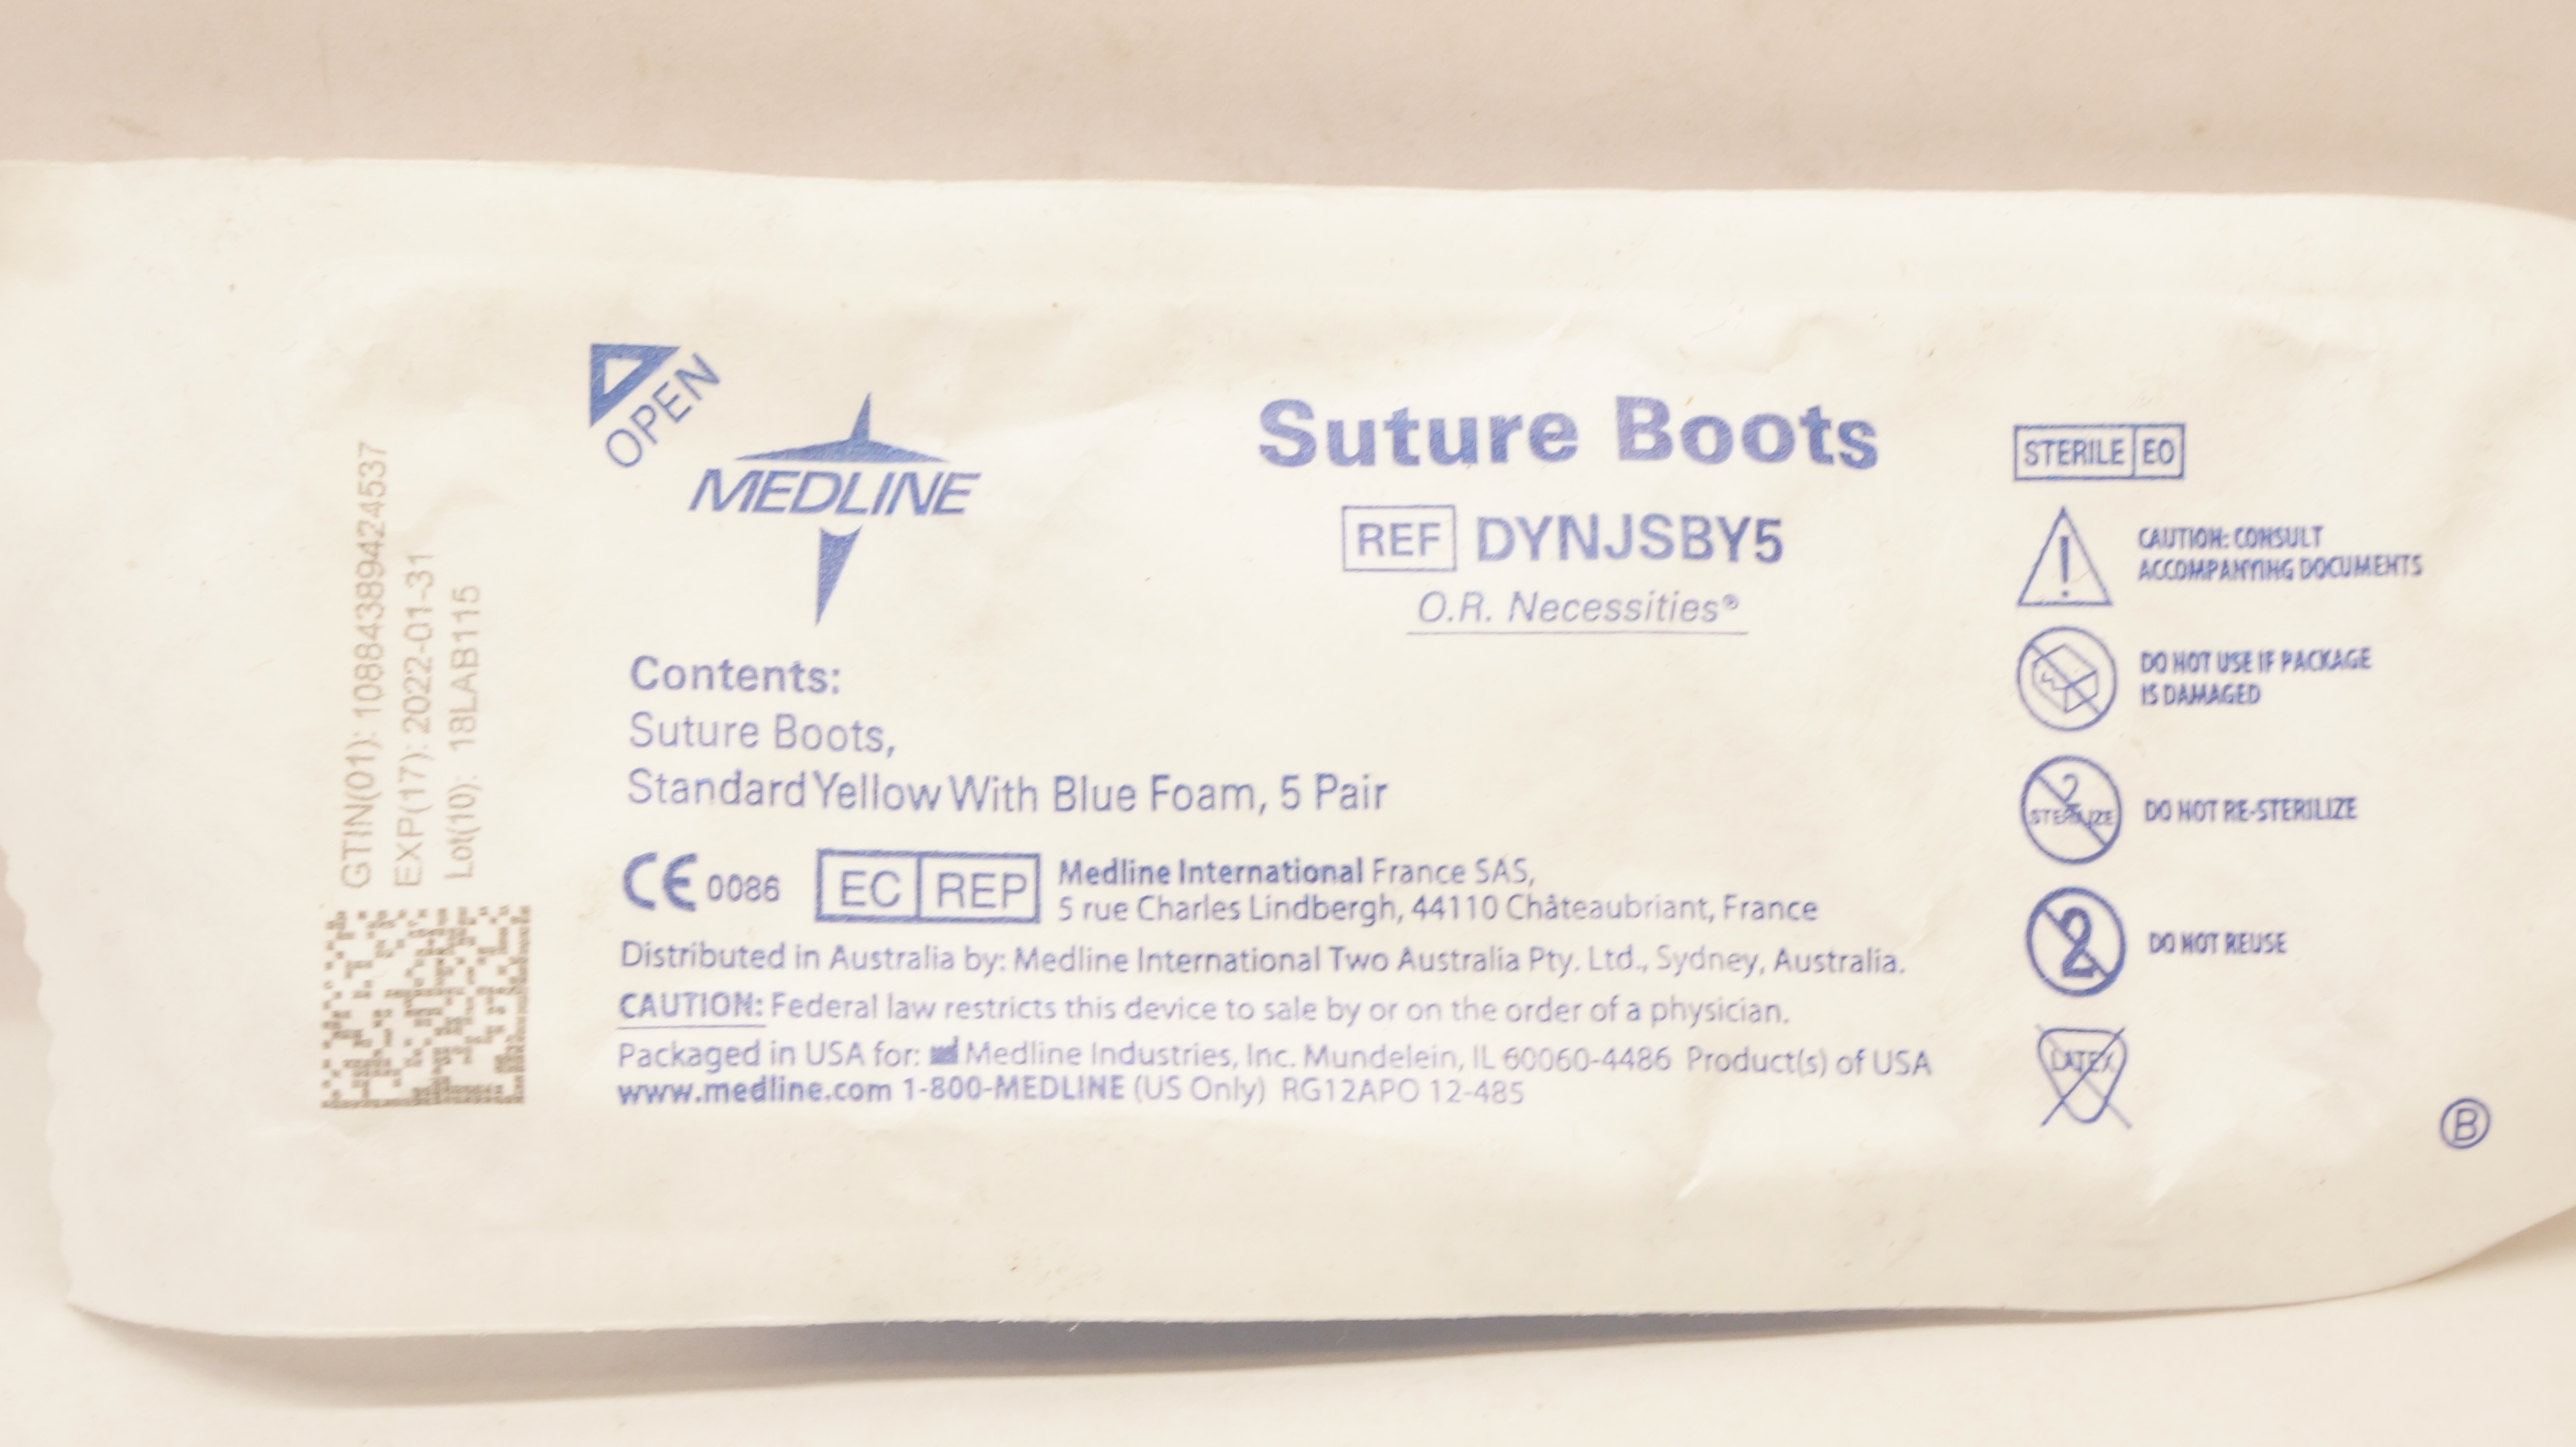 GTIN(01): 10884389424537
EXP(17): 2022-01-31
Lot(10): 18LAB115
OPEN
MEDLINE
Suture Boots
REF DYNJSBY5
O.R. Necessities®
Contents:
Suture Boots,
Standard Yellow With Blue Foam, 5 Pair
CE 0086
EC REP
Medline International France SAS,
5 rue Charles Lindbergh, 44110 Châteaubriant, France
Distributed in Australia by: Medline International Two Australia Pty. Ltd., Sydney, Australia.
CAUTION: Federal law restricts this device to sale by or on the order of a physician.
Packaged in USA for: Medline Industries, Inc. Mundelein, IL 60060-4486 Product(s) of USA
www.medline.com 1-800-MEDLINE (US Only) RG12APO 12-485
STERILE EO
CAUTION: CONSULT
ACCOMPANYING DOCUMENTS
DO NOT USE IF PACKAGE
IS DAMAGED
2
STERILIZE
DO NOT RE-STERILIZE
2
DO NOT REUSE
LATEX
B